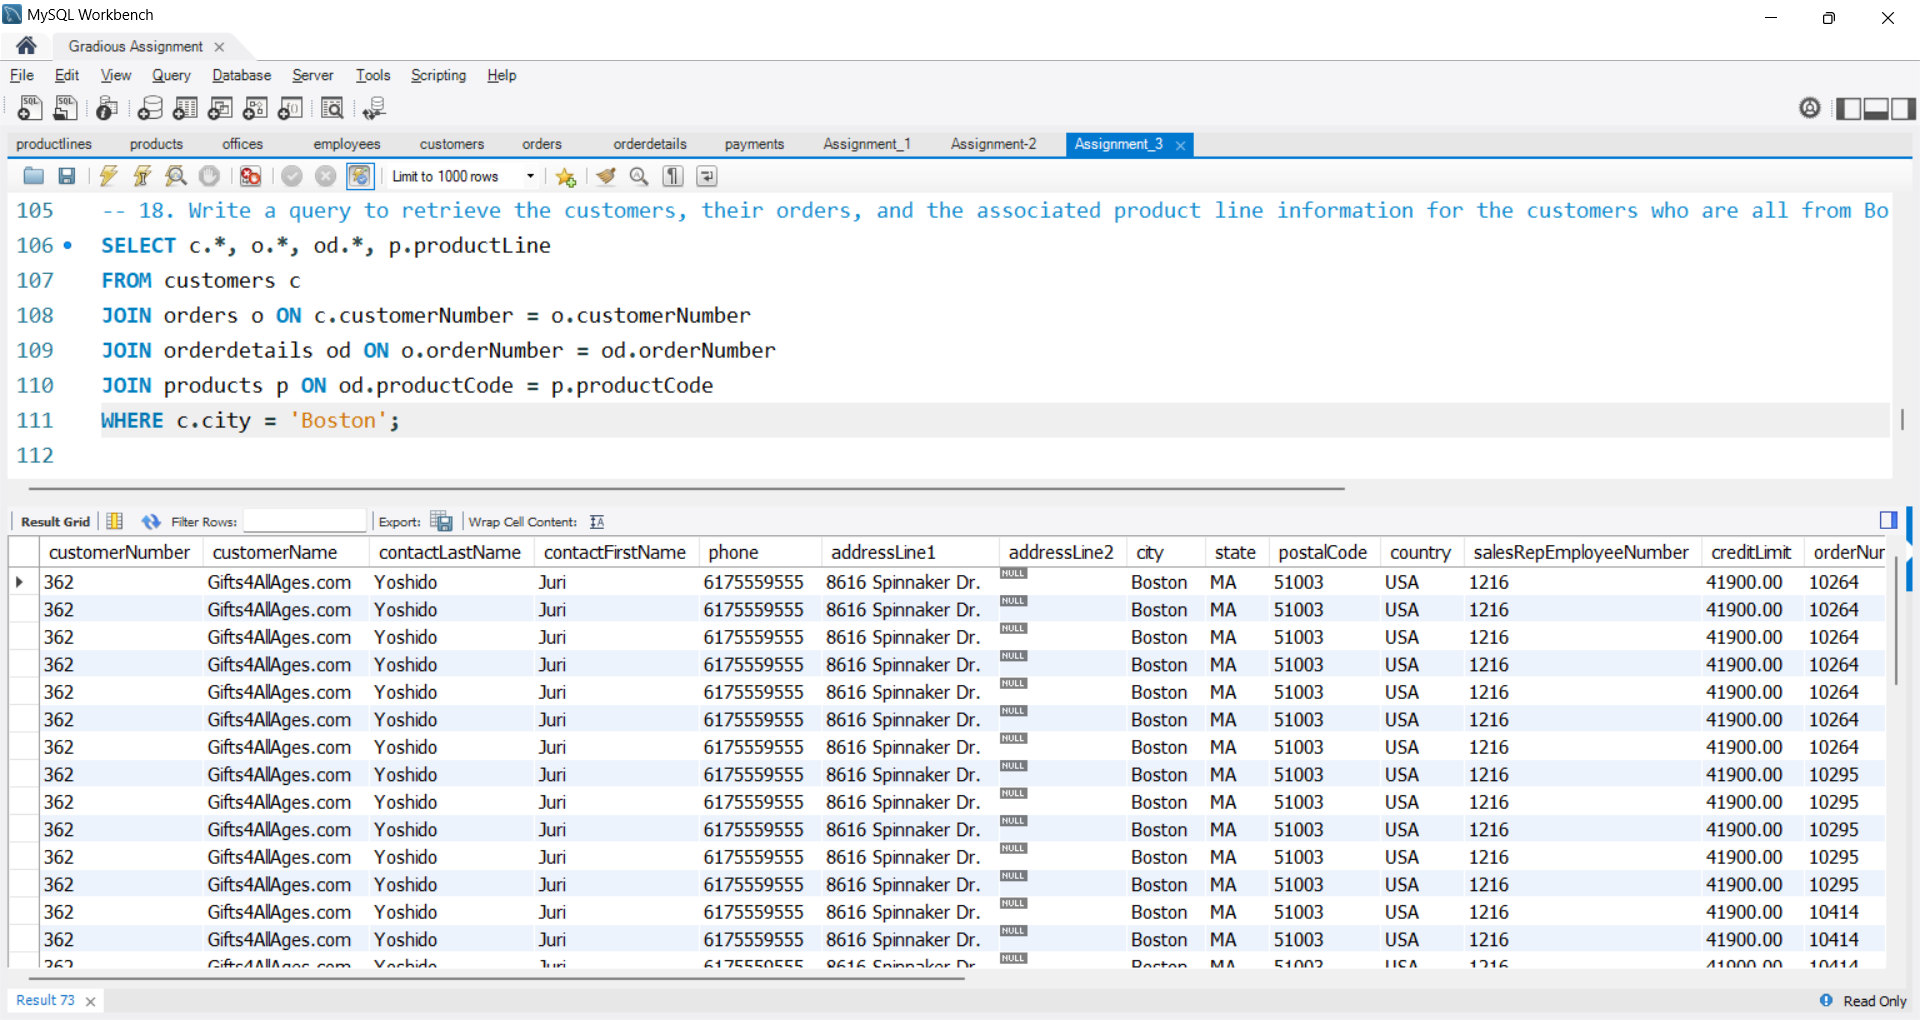 MySQL Workbench
Gradious Assignment
File Edit View Query Database Server Tools Scripting Help
productlines products offices employees customers orders orderdetails payments Assignment_1 Assignment-2 Assignment_3
Limit to 1000 rows
105 -- 18. Write a query to retrieve the customers, their orders, and the associated product line information for the customers who are all from Bo
106 SELECT c.*, o.*, od.*, p.productLine
107 FROM customers c
108 JOIN orders o ON c.customerNumber = o.customerNumber
109 JOIN orderdetails od ON o.orderNumber = od.orderNumber
110 JOIN products p ON od.productCode = p.productCode
111 WHERE c.city = 'Boston';
112
Result Grid Filter Rows: Export: Wrap Cell Content:
customerNumber customerName contactLastName contactFirstName phone addressLine1 addressLine2 city state postalCode country salesRepEmployeeNumber creditLimit orderNur
362 Gifts4AllAges.com Yoshido Juri 6175559555 8616 Spinnaker Dr. NULL Boston MA 51003 USA 1216 41900.00 10264
362 Gifts4AllAges.com Yoshido Juri 6175559555 8616 Spinnaker Dr. NULL Boston MA 51003 USA 1216 41900.00 10264
362 Gifts4AllAges.com Yoshido Juri 6175559555 8616 Spinnaker Dr. NULL Boston MA 51003 USA 1216 41900.00 10264
362 Gifts4AllAges.com Yoshido Juri 6175559555 8616 Spinnaker Dr. NULL Boston MA 51003 USA 1216 41900.00 10264
362 Gifts4AllAges.com Yoshido Juri 6175559555 8616 Spinnaker Dr. NULL Boston MA 51003 USA 1216 41900.00 10264
362 Gifts4AllAges.com Yoshido Juri 6175559555 8616 Spinnaker Dr. NULL Boston MA 51003 USA 1216 41900.00 10264
362 Gifts4AllAges.com Yoshido Juri 6175559555 8616 Spinnaker Dr. NULL Boston MA 51003 USA 1216 41900.00 10264
362 Gifts4AllAges.com Yoshido Juri 6175559555 8616 Spinnaker Dr. NULL Boston MA 51003 USA 1216 41900.00 10295
362 Gifts4AllAges.com Yoshido Juri 6175559555 8616 Spinnaker Dr. NULL Boston MA 51003 USA 1216 41900.00 10295
362 Gifts4AllAges.com Yoshido Juri 6175559555 8616 Spinnaker Dr. NULL Boston MA 51003 USA 1216 41900.00 10295
362 Gifts4AllAges.com Yoshido Juri 6175559555 8616 Spinnaker Dr. NULL Boston MA 51003 USA 1216 41900.00 10295
362 Gifts4AllAges.com Yoshido Juri 6175559555 8616 Spinnaker Dr. NULL Boston MA 51003 USA 1216 41900.00 10295
362 Gifts4AllAges.com Yoshido Juri 6175559555 8616 Spinnaker Dr. NULL Boston MA 51003 USA 1216 41900.00 10414
362 Gifts4AllAges.com Yoshido Juri 6175559555 8616 Spinnaker Dr. NULL Boston MA 51003 USA 1216 41900.00 10414
362 Gifts4AllAges.com Yoshido Juri 6175559555 8616 Spinnaker Dr. NULL Boston MA 51003 USA 1216 41900.00 10414
Result 73 Read Only